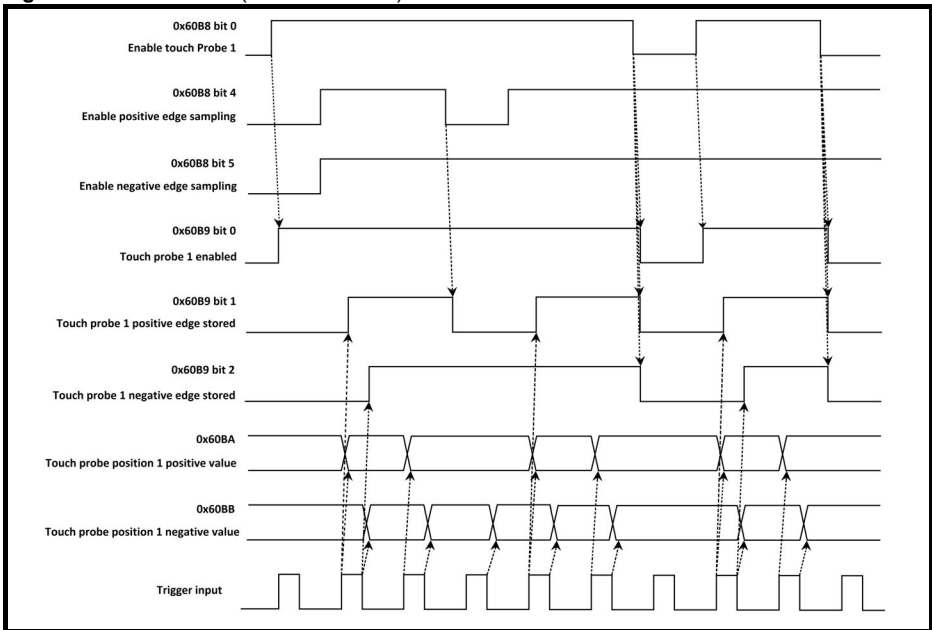 0x60B8 bit 0
Enable touch Probe 1
0x60B8 bit 4
Enable positive edge sampling
0x60B8 bit 5
Enable negative edge sampling
0x60B9 bit 0
Touch probe 1 enabled
0x60B9 bit 1
Touch probe 1 positive edge stored
0x60B9 bit 2
Touch probe 1 negative edge stored
0x60BA
Touch probe position 1 positive value
0x60BB
Touch probe position 1 negative value
Trigger input